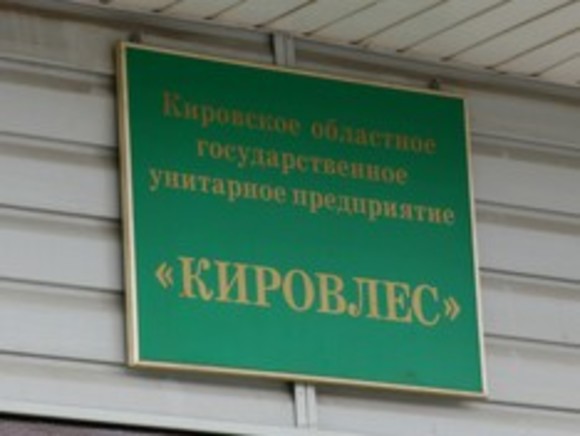 Кировское областное
государственное
унитарное предприятие
«КИРОВЛЕС»